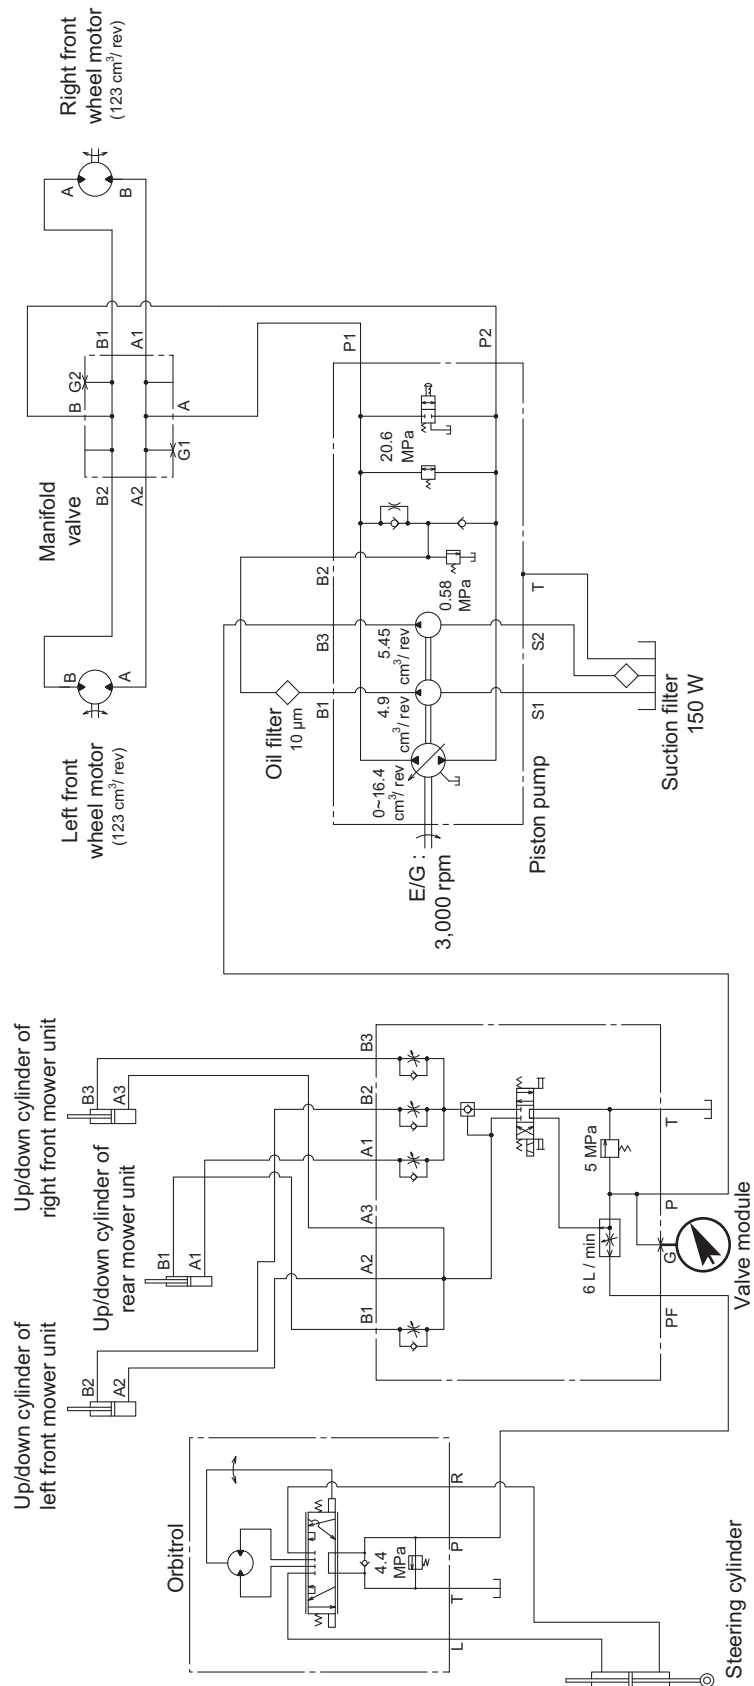 Right front
wheel motor
(123 cm³/ rev)
A
B
Manifold
valve
B1
A1
G2
B
A
G1
B2
A2
B
A
Left front
wheel motor
(123 cm³/ rev)
P1
P2
20.6
MPa
0.58
MPa
B2
B3
B1
T
S2
S1
5.45
cm³/ rev
4.9
cm³/ rev
0~16.4
cm³/ rev
Oil filter
10 μm
E/G :
3,000 rpm
Piston pump
Suction filter
150 W
Up/down cylinder of
right front mower unit
B3
A3
Up/down cylinder of
rear mower unit
B1
A1
Up/down cylinder of
left front mower unit
B2
A2
B3
B2
A1
A3
A2
B1
5 MPa
6 L / min
T
P
G
PF
Valve module
Orbitrol
4.4
MPa
R
P
T
L
Steering cylinder